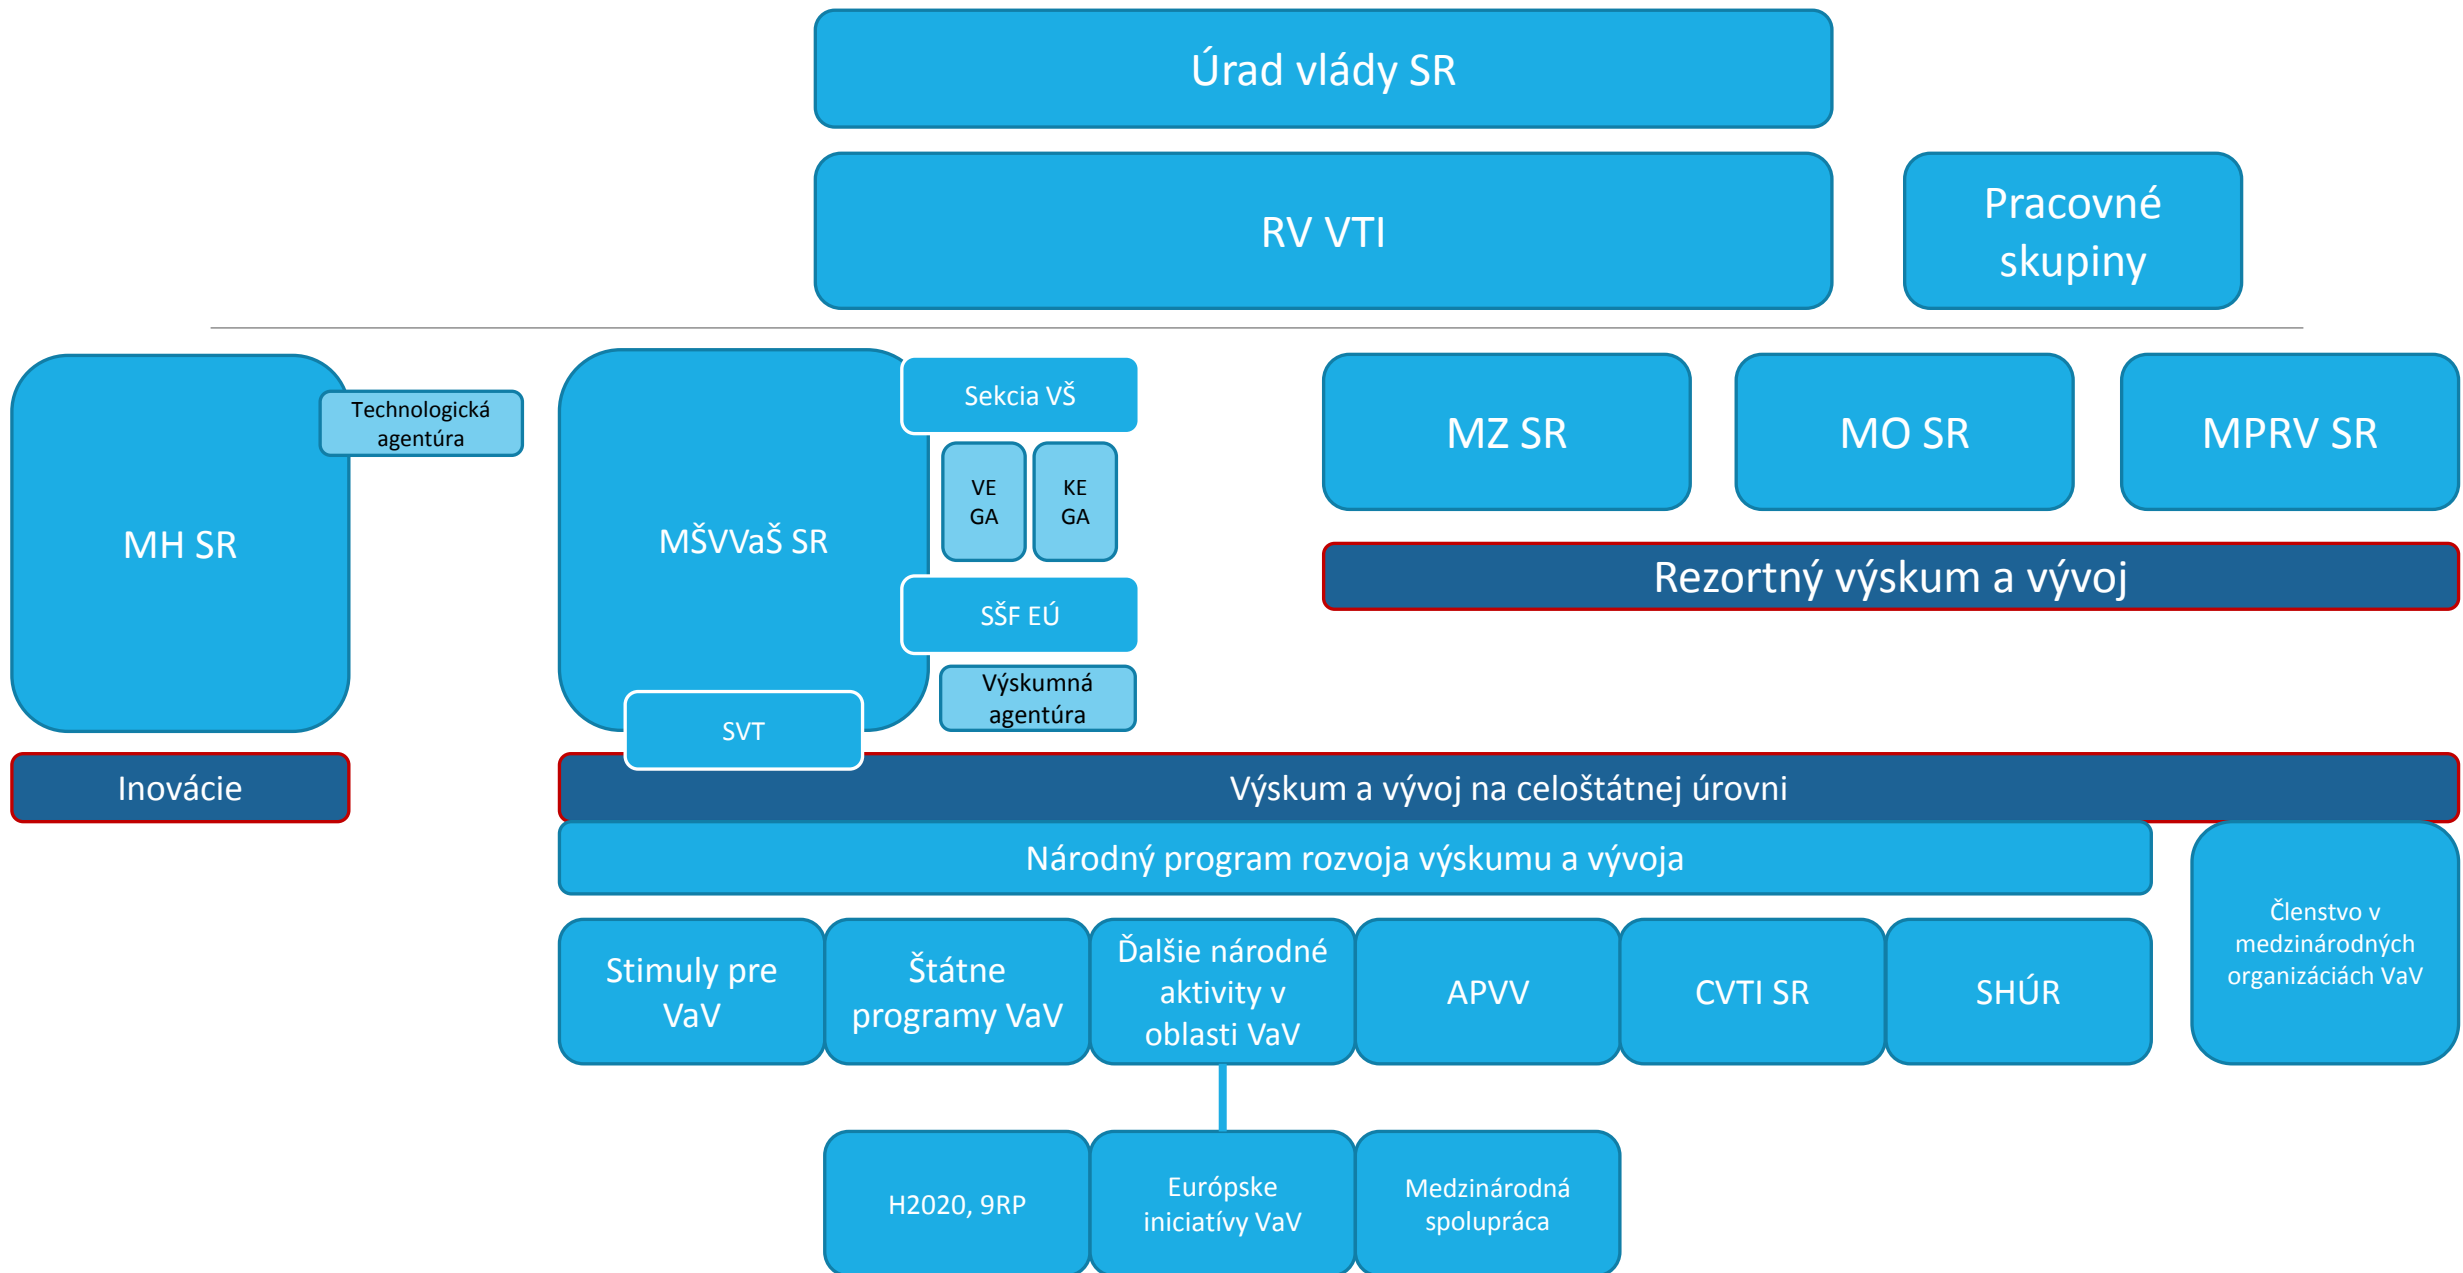 Úrad vlády SR
RV VTI
Pracovné
skupiny
MH SR
Technologická
agentúra
MŠVVaŠ SR
Sekcia VŠ
VE
GA
KE
GA
SŠF EÚ
Výskumná
agentúra
SVT
MZ SR
MO SR
MPRV SR
Rezortný výskum a vývoj
Inovácie
Výskum a vývoj na celoštátnej úrovni
Národný program rozvoja výskumu a vývoja
Stimuly pre
VaV
Štátne
programy VaV
Ďalšie národné
aktivity v
oblasti VaV
APVV
CVTI SR
SHÚR
Členstvo v
medzinárodných
organizáciách VaV
H2020, 9RP
Európske
iniciatívy VaV
Medzinárodná
spolupráca